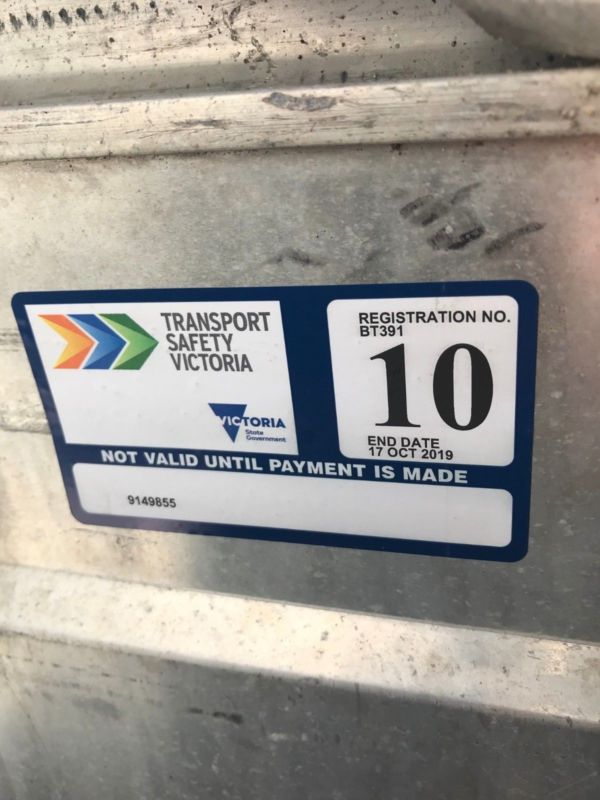 TRANSPORT
SAFETY
VICTORIA
VICTORIA
State
Government
REGISTRATION NO.
BT391
10
END DATE
17 OCT 2019
NOT VALID UNTIL PAYMENT IS MADE
9149855